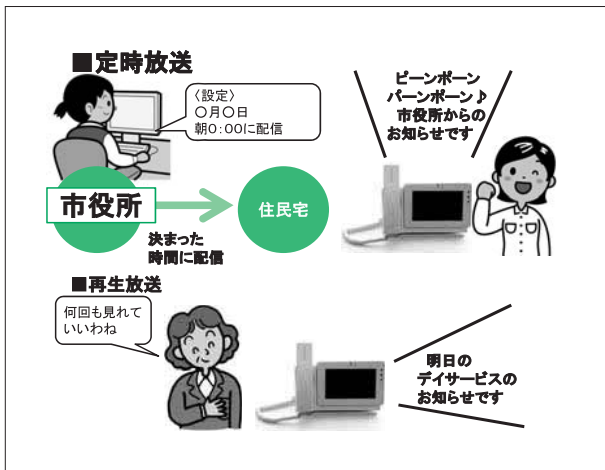 ■定時放送
〈設定〉
○月○日
朝0:00に配信
ピーンポーン
パーンポーン♪
市役所からの
お知らせです
市役所
住民宅
決まった
時間に配信
■再生放送
何回も見れて
いいわね
明日の
デイサービスの
お知らせです